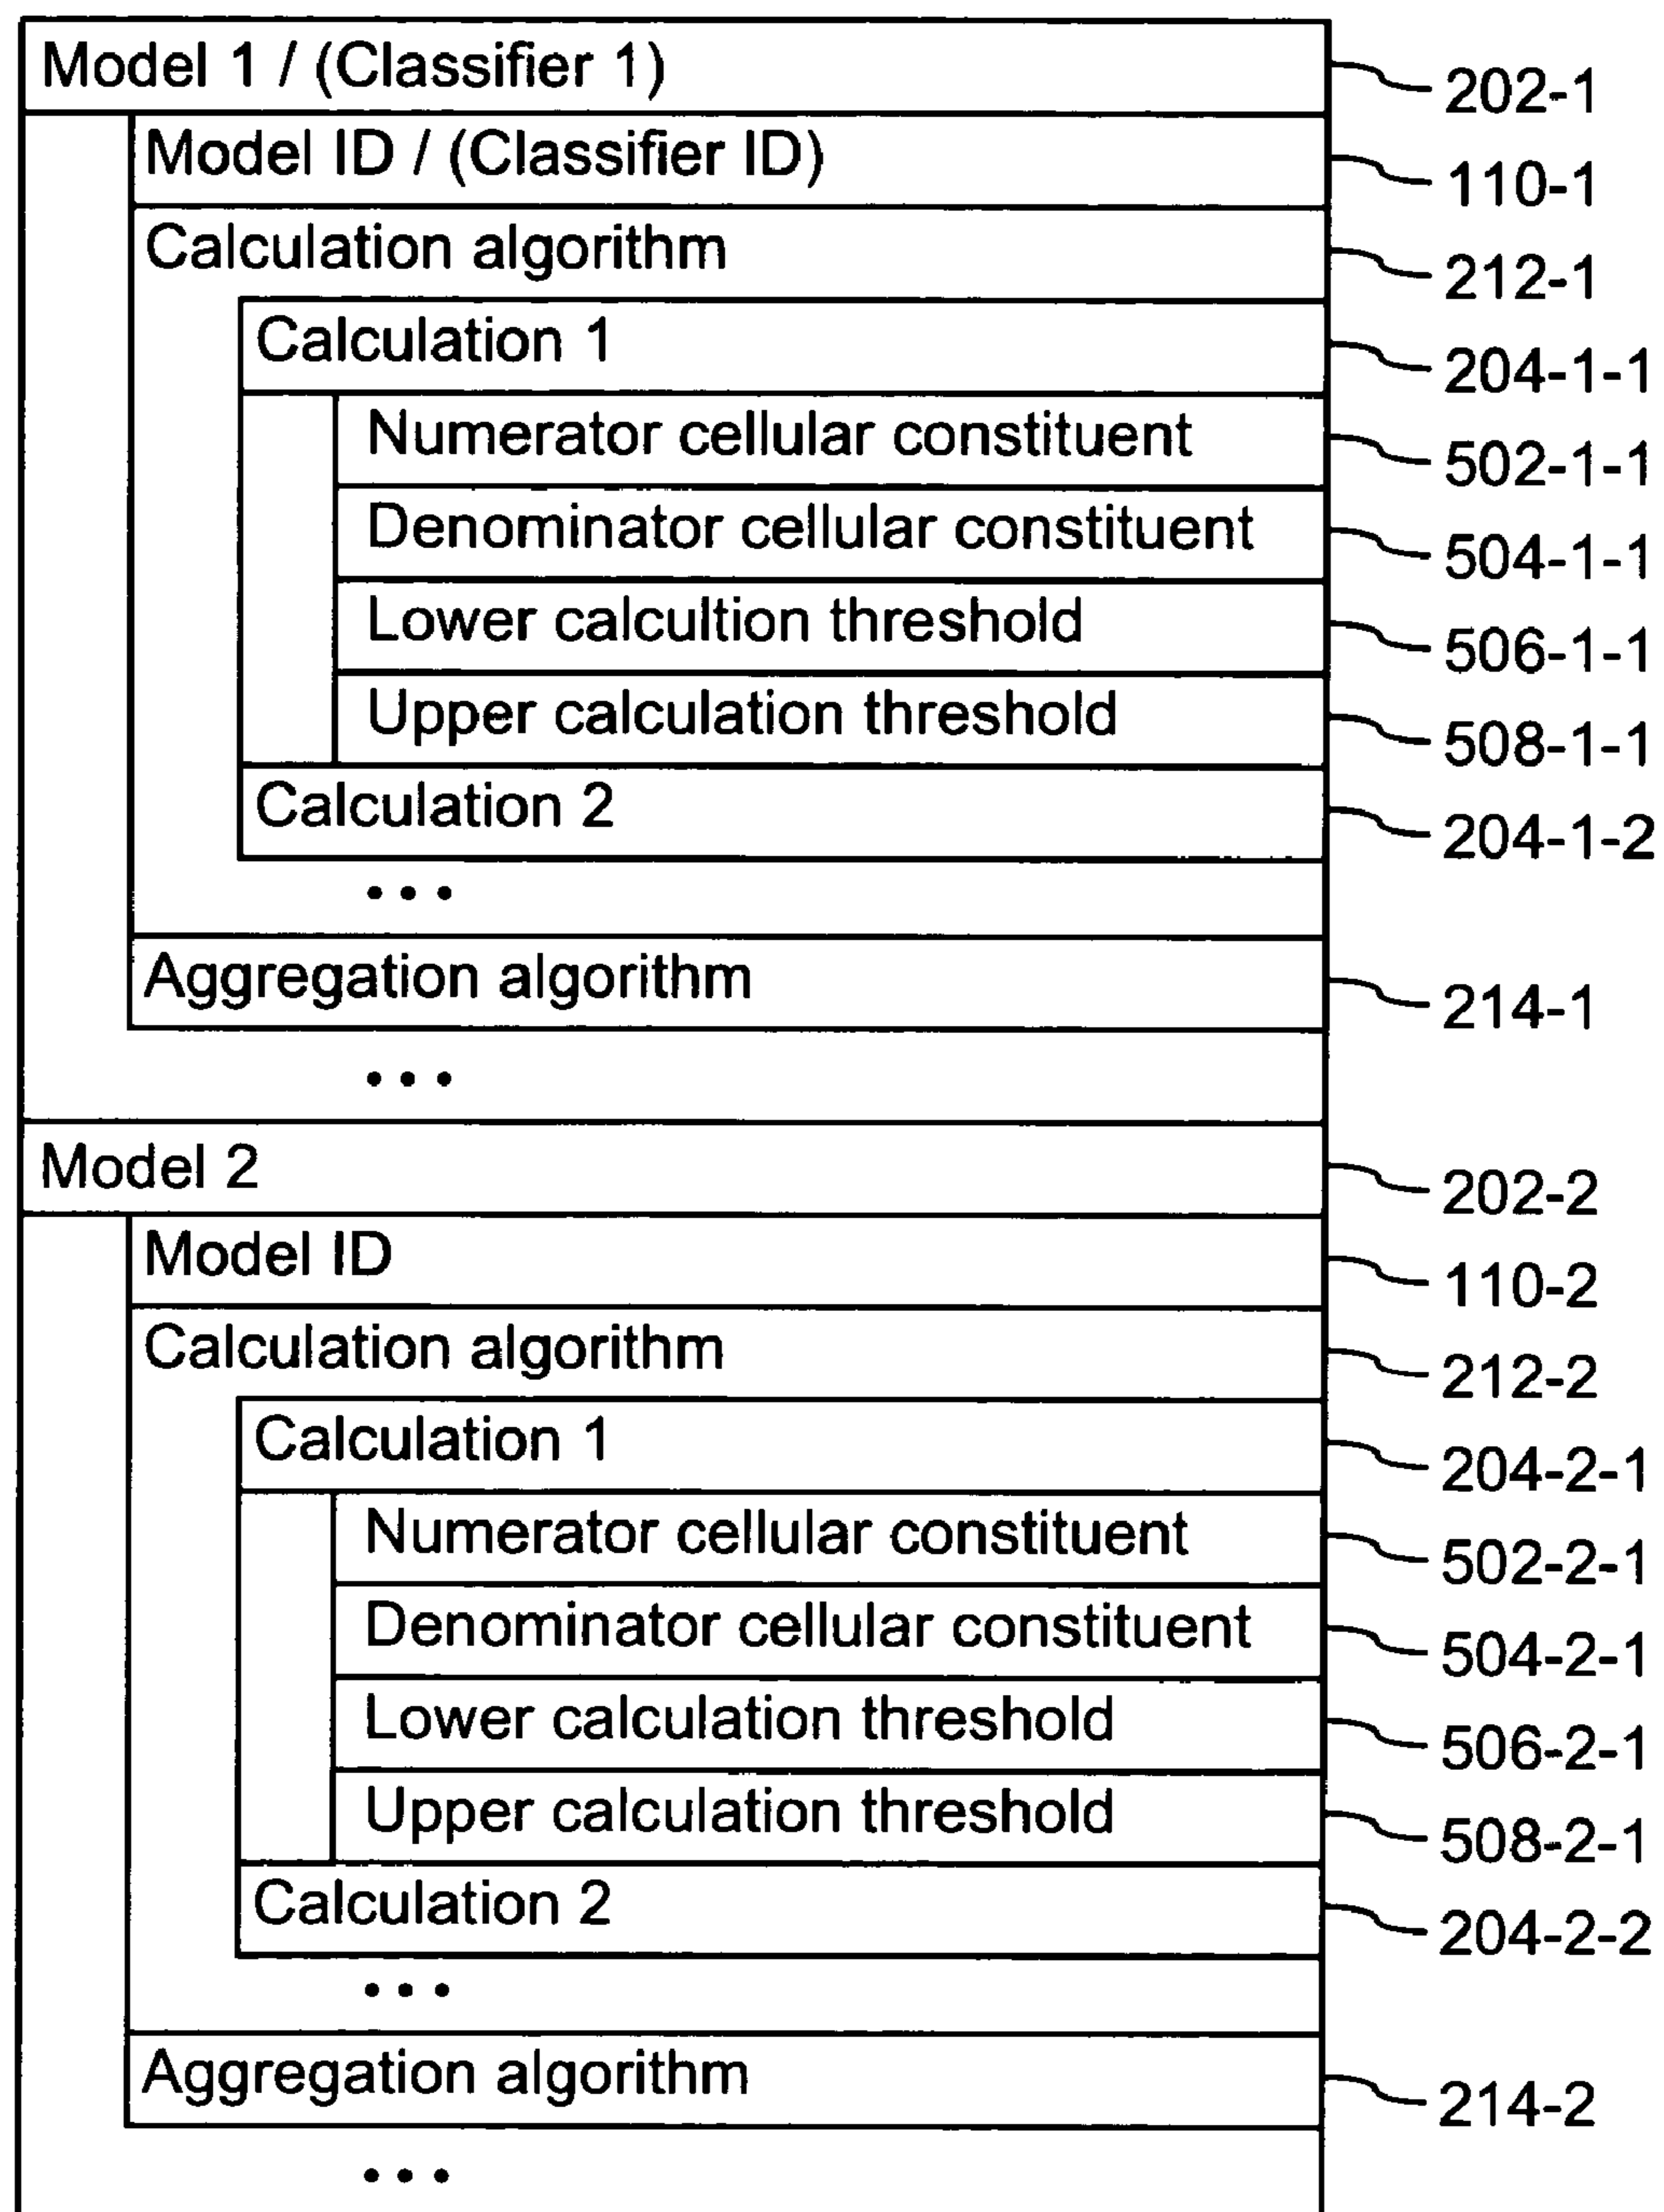 Model 1 / (Classifier 1) 202-1
Model ID / (Classifier ID) 110-1
Calculation algorithm 212-1
Calculation 1 204-1-1
Numerator cellular constituent 502-1-1
Denominator cellular constituent 504-1-1
Lower calcultion threshold 506-1-1
Upper calculation threshold 508-1-1
Calculation 2 204-1-2
• • •
Aggregation algorithm 214-1
• • •
Model 2 202-2
Model ID 110-2
Calculation algorithm 212-2
Calculation 1 204-2-1
Numerator cellular constituent 502-2-1
Denominator cellular constituent 504-2-1
Lower calculation threshold 506-2-1
Upper calculation threshold 508-2-1
Calculation 2 204-2-2
• • •
Aggregation algorithm 214-2
• • •